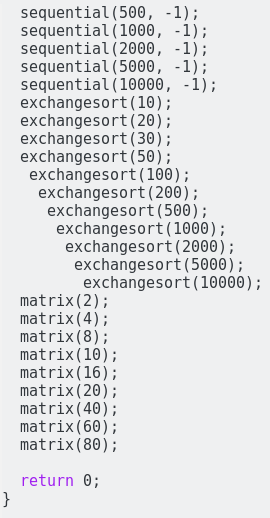 sequential(500, -1);
sequential(1000, -1);
sequential(2000, -1);
sequential(5000, -1);
sequential(10000, -1);
exchangesort(10);
exchangesort(20);
exchangesort(30);
exchangesort(50);
exchangesort(100);
exchangesort(200);
exchangesort(500);
exchangesort(1000);
exchangesort(2000);
exchangesort(5000);
exchangesort(10000);
matrix(2);
matrix(4);
matrix(8);
matrix(10);
matrix(16);
matrix(20);
matrix(40);
matrix(60);
matrix(80);
return 0;
}